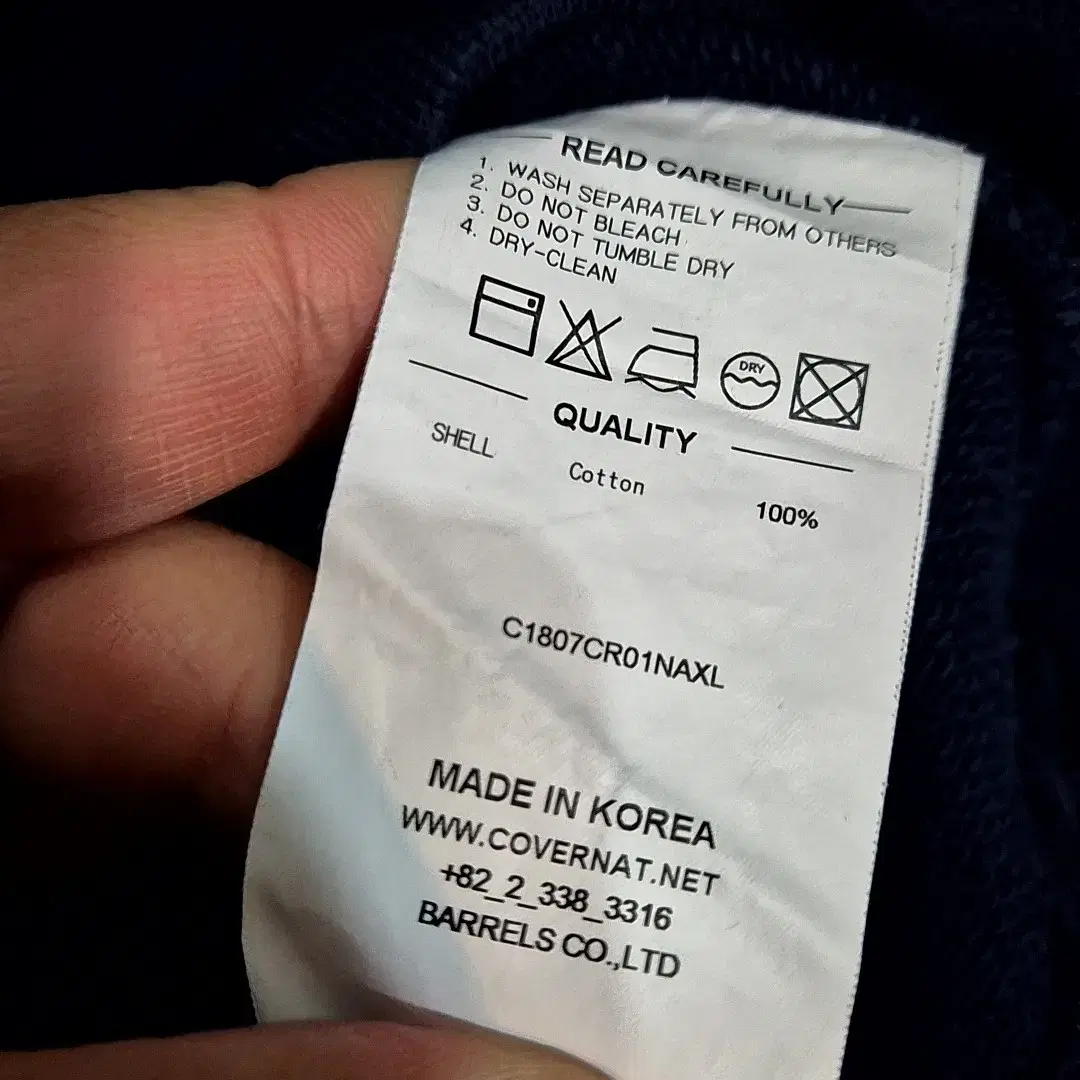 READ CAREFULLY
1. WASH SEPARATELY FROM OTHERS
2. DO NOT BLEACH
3. DO NOT TUMBLE DRY
4. DRY-CLEAN
DRY
QUALITY
SHELL Cotton 100%
C1807CR01NAXL
MADE IN KOREA
WWW.COVERNAT.NET
+82_2_338_3316
BARRELS CO.,LTD